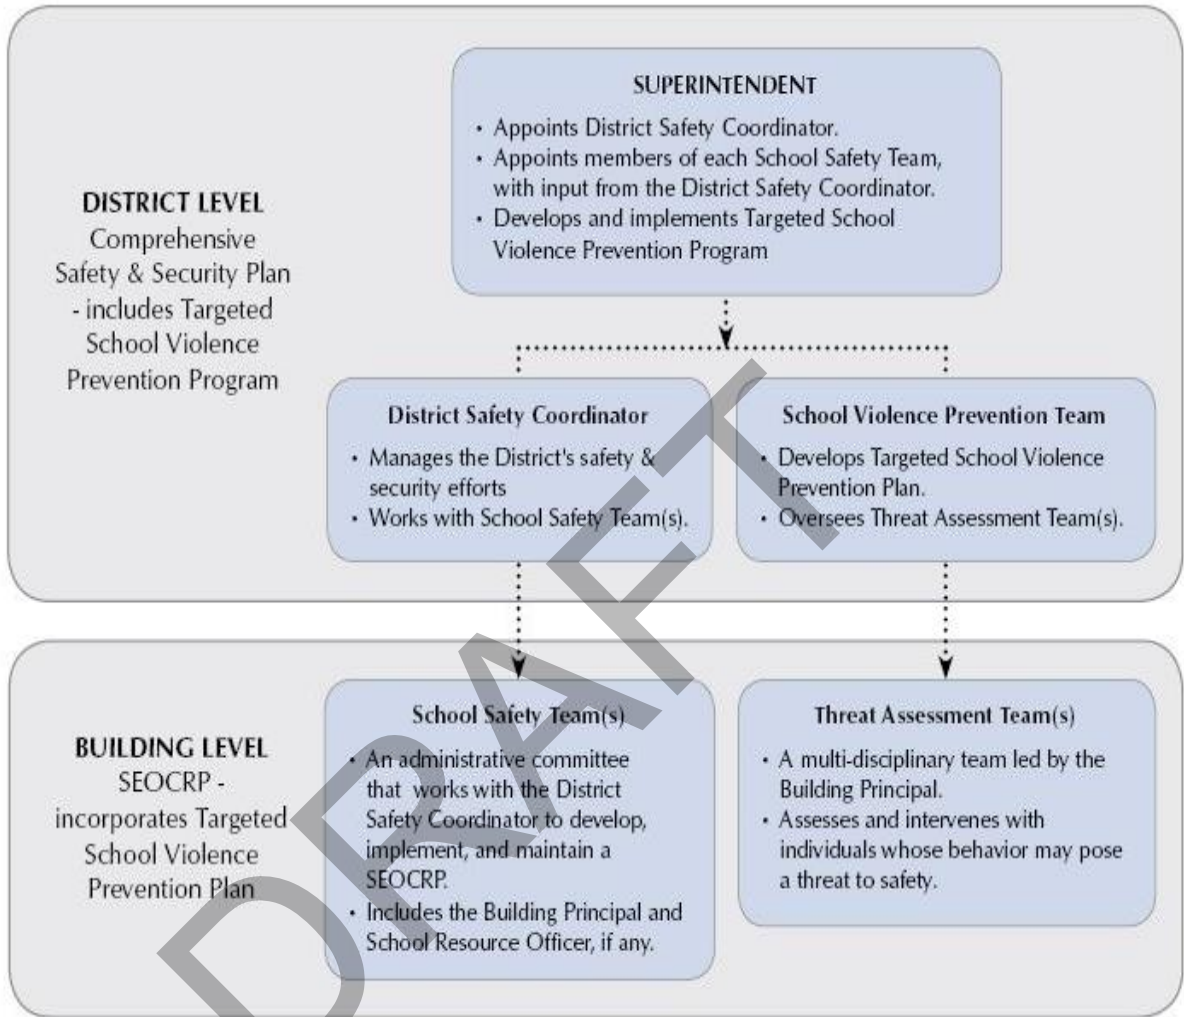 SUPERINTENDENT
• Appoints District Safety Coordinator.
• Appoints members of each School Safety Team,
with input from the District Safety Coordinator.
• Develops and implements Targeted School
Violence Prevention Program
DISTRICT LEVEL
Comprehensive
Safety & Security Plan
- includes Targeted
School Violence
Prevention Program
District Safety Coordinator
• Manages the District's safety &
security efforts
• Works with School Safety Team(s).
School Violence Prevention Team
• Develops Targeted School Violence
Prevention Plan.
• Oversees Threat Assessment Team(s).
BUILDING LEVEL
SEOCRP -
incorporates Targeted
School Violence
Prevention Plan
School Safety Team(s)
• An administrative committee
that works with the District
Safety Coordinator to develop,
implement, and maintain a
SEOCRP.
• Includes the Building Principal and
School Resource Officer, if any.
Threat Assessment Team(s)
• A multi-disciplinary team led by the
Building Principal.
• Assesses and intervenes with
individuals whose behavior may pose
a threat to safety.
DRAFT